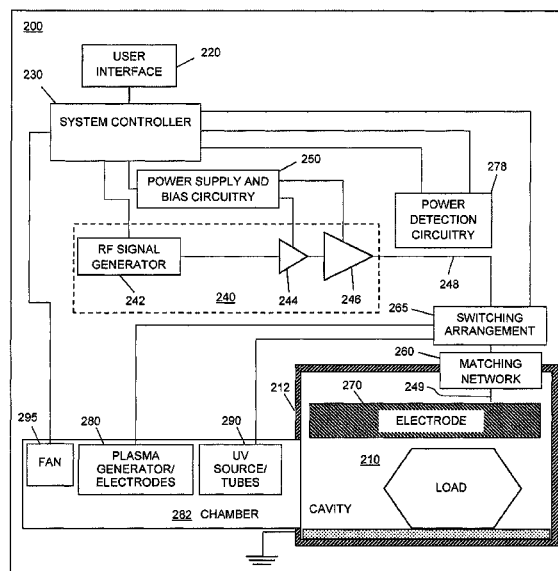 200
USER
INTERFACE
220
230
SYSTEM CONTROLLER
250
POWER SUPPLY AND
BIAS CIRCUITRY
278
POWER
DETECTION
CIRCUITRY
RF SIGNAL
GENERATOR
242
240
244
246
248
265
SWITCHING
ARRANGEMENT
260
MATCHING
NETWORK
212
270
249
ELECTRODE
295
280
290
FAN
PLASMA
GENERATOR/
ELECTRODES
UV
SOURCE/
TUBES
210
LOAD
CAVITY
282 CHAMBER